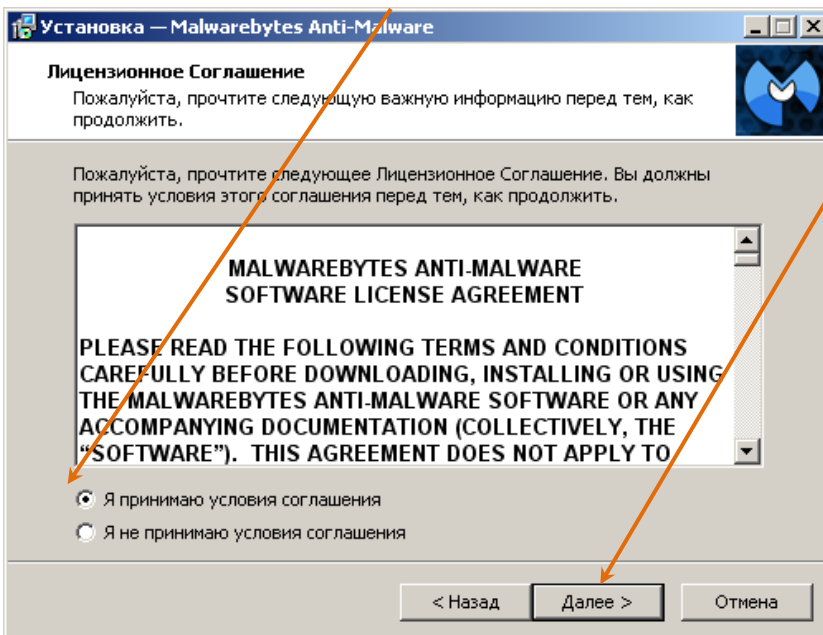 Установка — Malwarebytes Anti-Malware
Лицензионное Соглашение
Пожалуйста, прочтите следующую важную информацию перед тем, как
продолжить.
Пожалуйста, прочтите следующее Лицензионное Соглашение. Вы должны
принять условия этого соглашения перед тем, как продолжить.
MALWAREBYTES ANTI-MALWARE
SOFTWARE LICENSE AGREEMENT
PLEASE READ THE FOLLOWING TERMS AND CONDITIONS
CAREFULLY BEFORE DOWNLOADING, INSTALLING OR USING
THE MALWAREBYTES ANTI-MALWARE SOFTWARE OR ANY
ACCOMPANYING DOCUMENTATION (COLLECTIVELY, THE
“SOFTWARE”).  THIS AGREEMENT DOES NOT APPLY TO
Я принимаю условия соглашения
Я не принимаю условия соглашения
< Назад
Далее >
Отмена